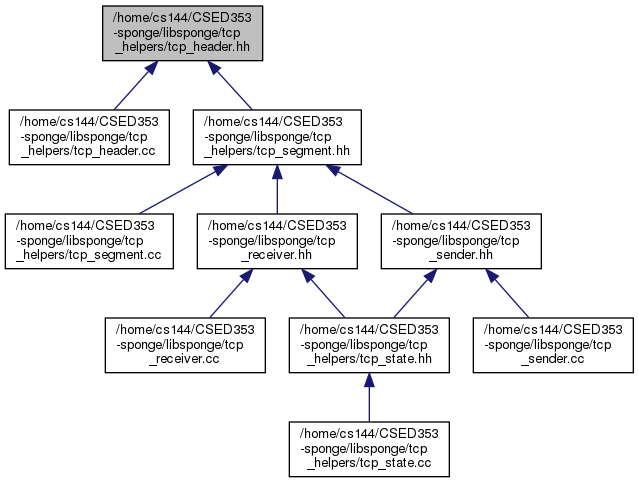 /home/cs144/CSED353
-sponge/libsponge/tcp
_helpers/tcp_header.hh
/home/cs144/CSED353
-sponge/libsponge/tcp
_helpers/tcp_header.cc
/home/cs144/CSED353
-sponge/libsponge/tcp
_helpers/tcp_segment.hh
/home/cs144/CSED353
-sponge/libsponge/tcp
_helpers/tcp_segment.cc
/home/cs144/CSED353
-sponge/libsponge/tcp
_receiver.hh
/home/cs144/CSED353
-sponge/libsponge/tcp
_sender.hh
/home/cs144/CSED353
-sponge/libsponge/tcp
_receiver.cc
/home/cs144/CSED353
-sponge/libsponge/tcp
_helpers/tcp_state.hh
/home/cs144/CSED353
-sponge/libsponge/tcp
_sender.cc
/home/cs144/CSED353
-sponge/libsponge/tcp
_helpers/tcp_state.cc